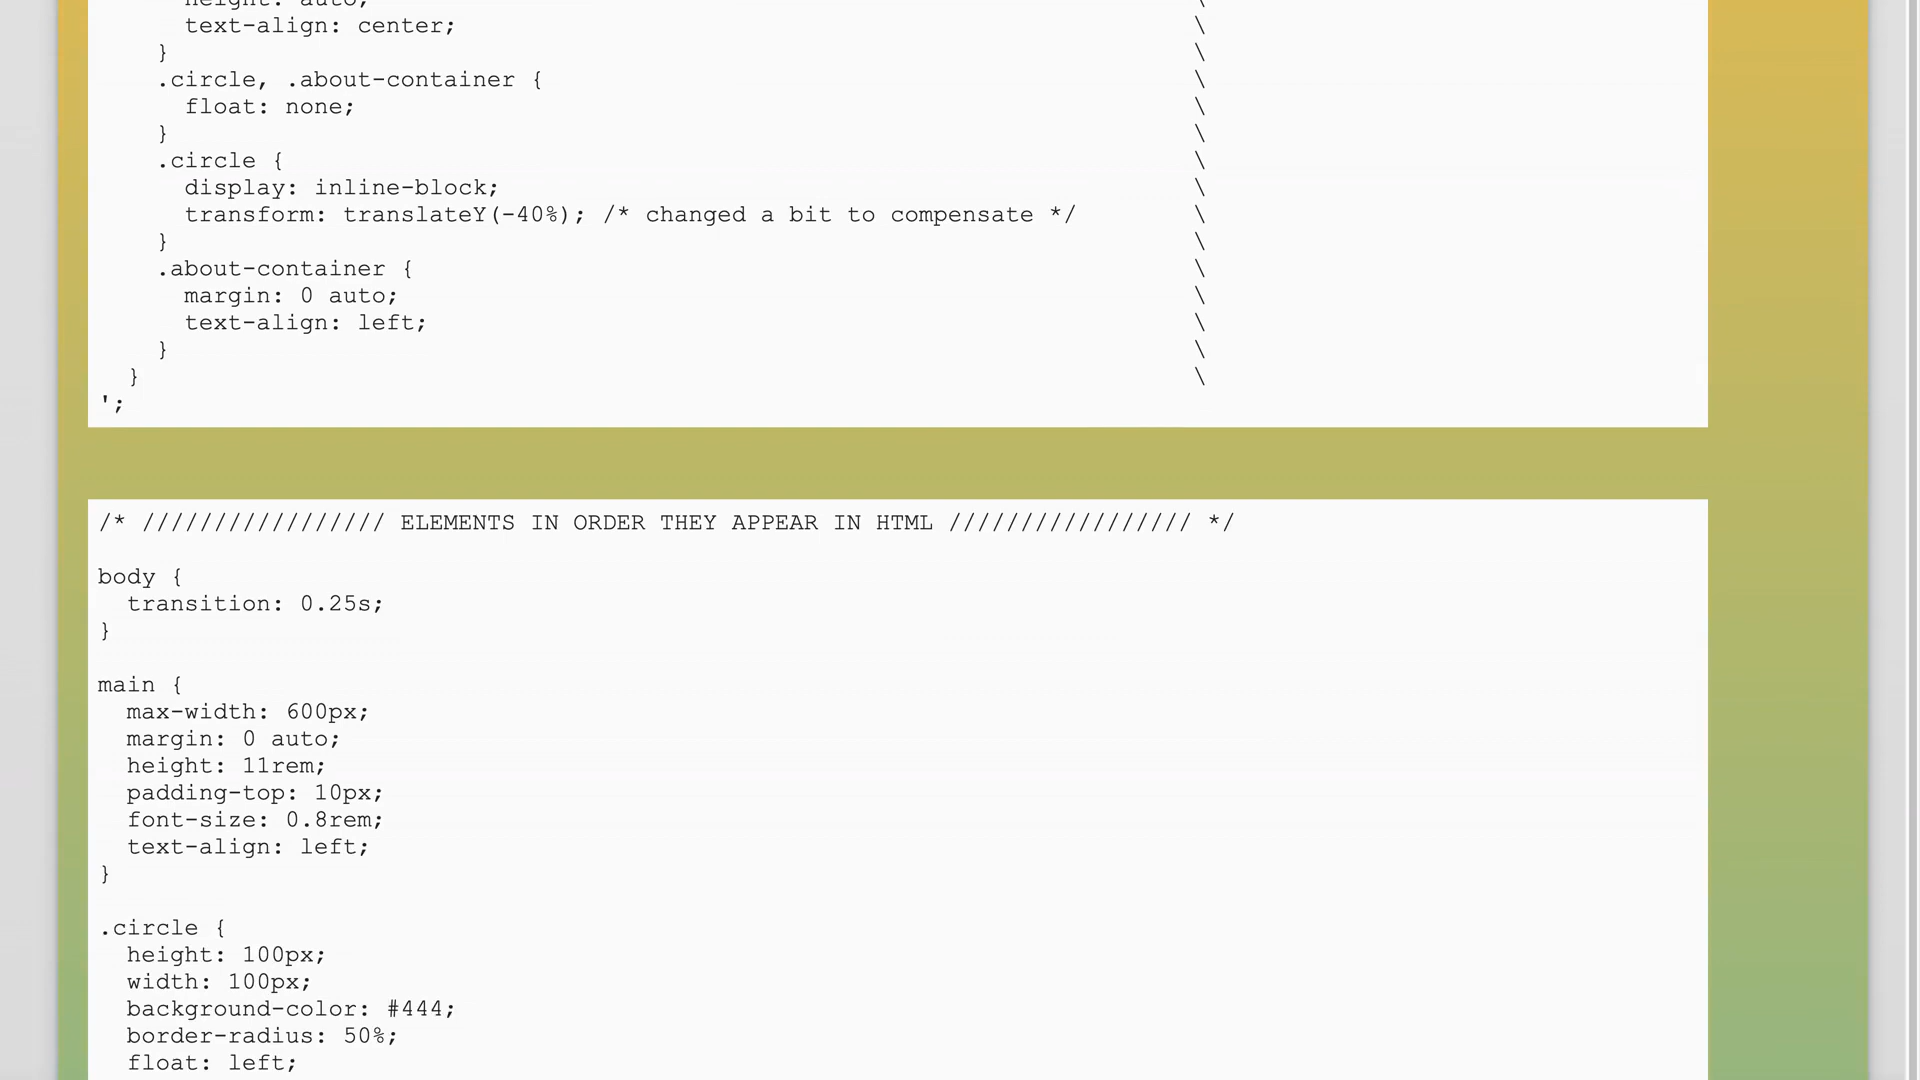 height: auto; \
text-align: center; \
} \
.circle, .about-container { \
float: none; \
} \
.circle { \
display: inline-block; \
transform: translateY(-40%); /* changed a bit to compensate */ \
} \
.about-container { \
margin: 0 auto; \
text-align: left; \
} \
} \
';
/* ///////////////// ELEMENTS IN ORDER THEY APPEAR IN HTML ///////////////// */
body {
transition: 0.25s;
}
main {
max-width: 600px;
margin: 0 auto;
height: 11rem;
padding-top: 10px;
font-size: 0.8rem;
text-align: left;
}
.circle {
height: 100px;
width: 100px;
background-color: #444;
border-radius: 50%;
float: left;